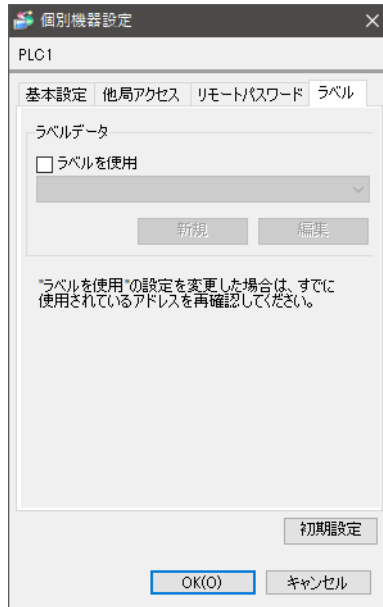 個別機器設定
PLC1
基本設定 他局アクセス リモートパスワード ラベル
ラベルデータ
ラベルを使用
新規 編集
"ラベルを使用"の設定を変更した場合は、すでに
使用されているアドレスを再確認してください。
初期設定
OK(O) キャンセル